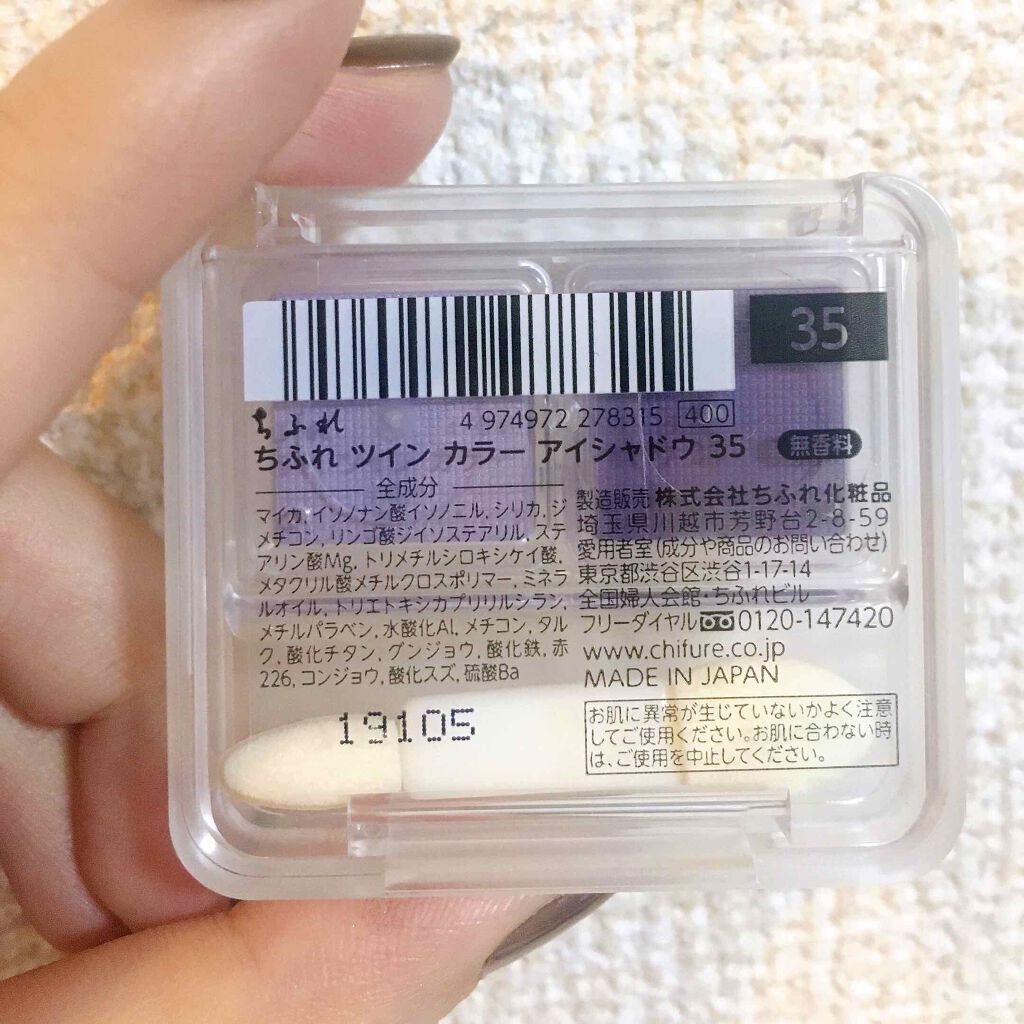 35
ちふれ
4 974972 278315 400
ちふれ ツイン カラー アイシャドウ 35 無香料
全成分
マイカ, イソノナン酸イソノニル, シリカ, ジ
メチコン, リンゴ酸ジイソステアリル, ステ
アリン酸Mg, トリメチルシロキシケイ酸,
メタクリル酸メチルクロスポリマー, ミネラ
ルオイル, トリエトキシカプリリルシラン,
メチルパラベン, 水酸化Al, メチコン, タル
ク, 酸化チタン, グンジョウ, 酸化鉄, 赤
226, コンジョウ, 酸化スズ, 硫酸Ba
製造販売 株式会社ちふれ化粧品
埼玉県川越市芳野台2-8-59
愛用者室(成分や商品のお問い合わせ)
東京都渋谷区渋谷1-17-14
全国婦人会館・ちふれビル
フリーダイヤル 0120-147420
www.chifure.co.jp
MADE IN JAPAN
お肌に異常が生じていないかよく注意
してご使用ください。お肌に合わない時
は、ご使用を中止してください。
19105